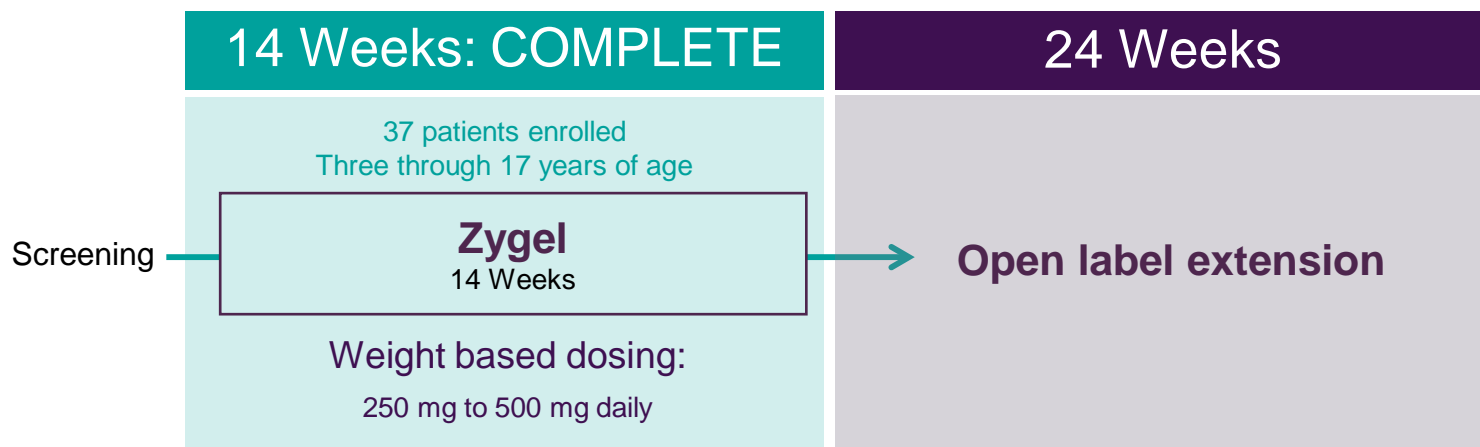 14 Weeks: COMPLETE
24 Weeks
37 patients enrolled
Three through 17 years of age
Screening
Zygel
14 Weeks
Open label extension
Weight based dosing:
250 mg to 500 mg daily